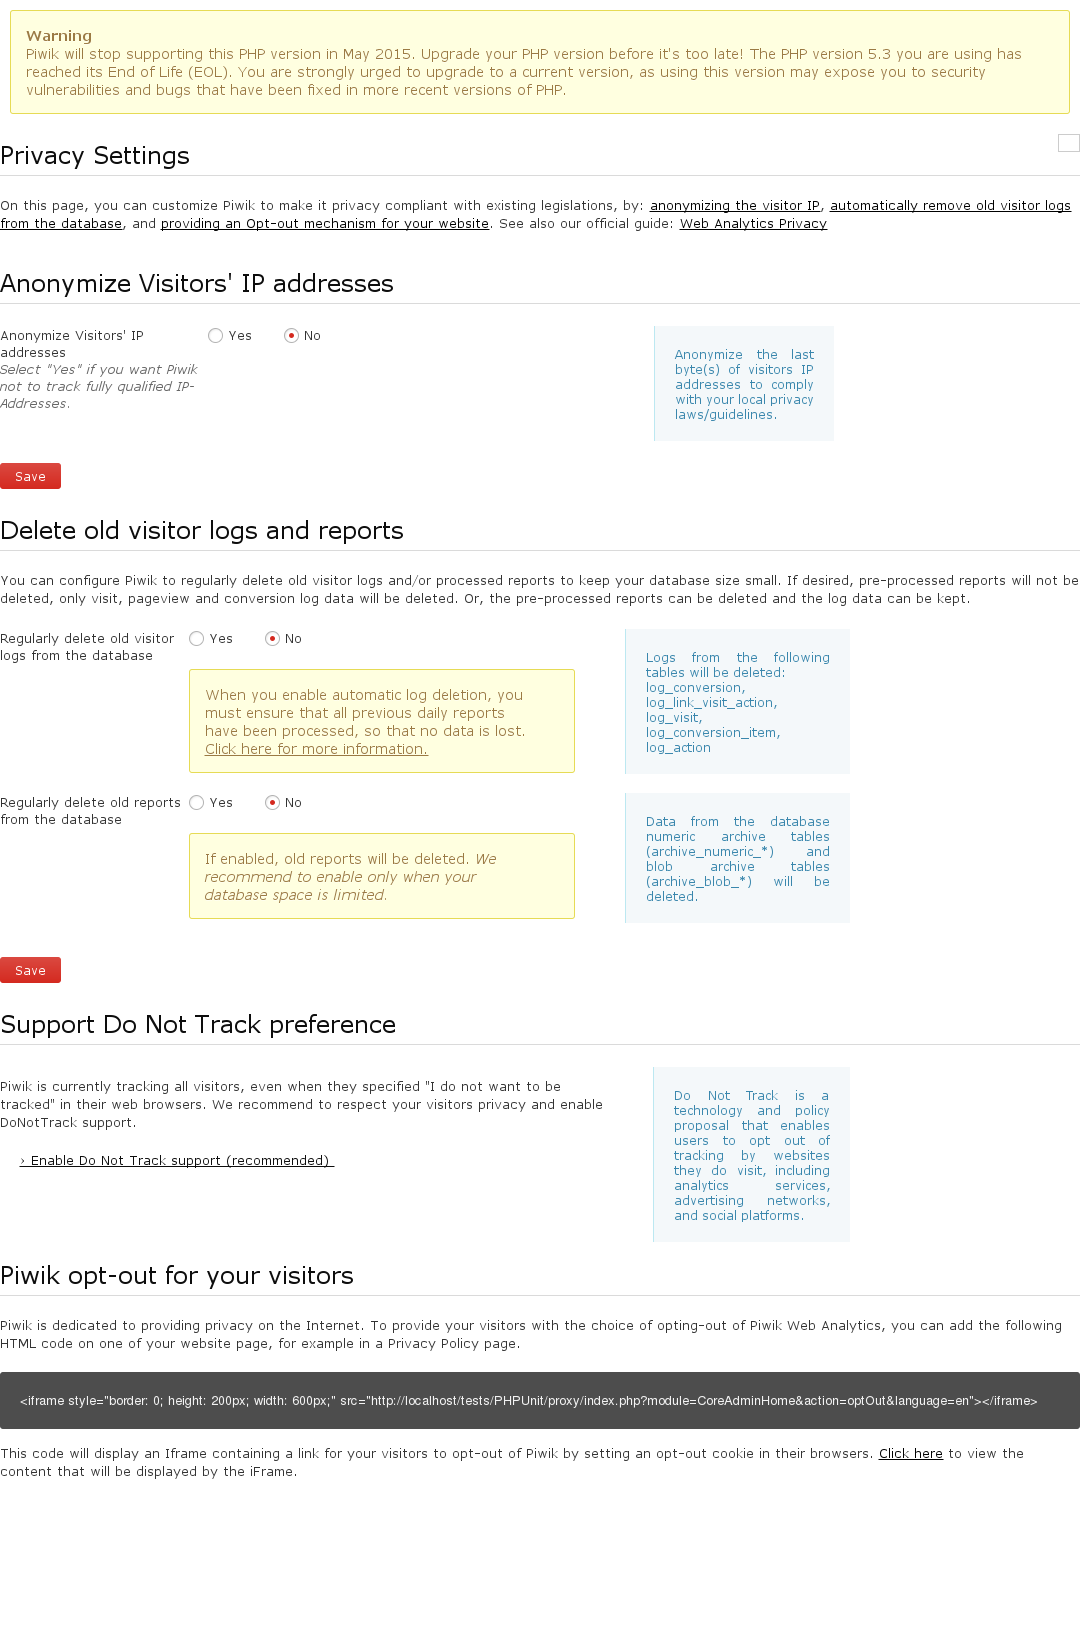 Warning
Piwik will stop supporting this PHP version in May 2015. Upgrade your PHP version before it's too late! The PHP version 5.3 you are using has
reached its End of Life (EOL). You are strongly urged to upgrade to a current version, as using this version may expose you to security
vulnerabilities and bugs that have been fixed in more recent versions of PHP.
Privacy Settings
On this page, you can customize Piwik to make it privacy compliant with existing legislations, by: anonymizing the visitor IP, automatically remove old visitor logs
from the database, and providing an Opt-out mechanism for your website. See also our official guide: Web Analytics Privacy
Anonymize Visitors' IP addresses
Anonymize Visitors' IP
addresses
Select "Yes" if you want Piwik
not to track fully qualified IP-
Addresses.
Yes No
Anonymize the last
byte(s) of visitors IP
addresses to comply
with your local privacy
laws/guidelines.
Save
Delete old visitor logs and reports
You can configure Piwik to regularly delete old visitor logs and/or processed reports to keep your database size small. If desired, pre-processed reports will not be
deleted, only visit, pageview and conversion log data will be deleted. Or, the pre-processed reports can be deleted and the log data can be kept.
Regularly delete old visitor
logs from the database
Yes No
When you enable automatic log deletion, you
must ensure that all previous daily reports
have been processed, so that no data is lost.
Click here for more information.
Logs from the following
tables will be deleted:
log_conversion,
log_link_visit_action,
log_visit,
log_conversion_item,
log_action
Regularly delete old reports
from the database
Yes No
If enabled, old reports will be deleted. We
recommend to enable only when your
database space is limited.
Data from the database
numeric archive tables
(archive_numeric_*) and
blob archive tables
(archive_blob_*) will be
deleted.
Save
Support Do Not Track preference
Piwik is currently tracking all visitors, even when they specified "I do not want to be
tracked" in their web browsers. We recommend to respect your visitors privacy and enable
DoNotTrack support.
› Enable Do Not Track support (recommended)
Do Not Track is a
technology and policy
proposal that enables
users to opt out of
tracking by websites
they do visit, including
analytics services,
advertising networks,
and social platforms.
Piwik opt-out for your visitors
Piwik is dedicated to providing privacy on the Internet. To provide your visitors with the choice of opting-out of Piwik Web Analytics, you can add the following
HTML code on one of your website page, for example in a Privacy Policy page.
<iframe style="border: 0; height: 200px; width: 600px;" src="http://localhost/tests/PHPUnit/proxy/index.php?module=CoreAdminHome&action=optOut&language=en"></iframe>
This code will display an Iframe containing a link for your visitors to opt-out of Piwik by setting an opt-out cookie in their browsers. Click here to view the
content that will be displayed by the iFrame.